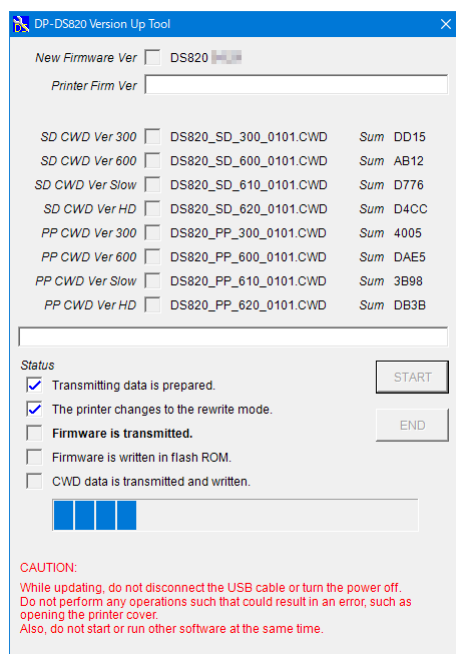 DP-DS820 Version Up Tool
New Firmware Ver DS820
Printer Firm Ver
SD CWD Ver 300 DS820_SD_300_0101.CWD Sum DD15
SD CWD Ver 600 DS820_SD_600_0101.CWD Sum AB12
SD CWD Ver Slow DS820_SD_610_0101.CWD Sum D776
SD CWD Ver HD DS820_SD_620_0101.CWD Sum D4CC
PP CWD Ver 300 DS820_PP_300_0101.CWD Sum 4005
PP CWD Ver 600 DS820_PP_600_0101.CWD Sum DAE5
PP CWD Ver Slow DS820_PP_610_0101.CWD Sum 3B98
PP CWD Ver HD DS820_PP_620_0101.CWD Sum DB3B
Status
Transmitting data is prepared.
START
The printer changes to the rewrite mode.
END
Firmware is transmitted.
Firmware is written in flash ROM.
CWD data is transmitted and written.
CAUTION:
While updating, do not disconnect the USB cable or turn the power off.
Do not perform any operations such that could result in an error, such as
opening the printer cover.
Also, do not start or run other software at the same time.